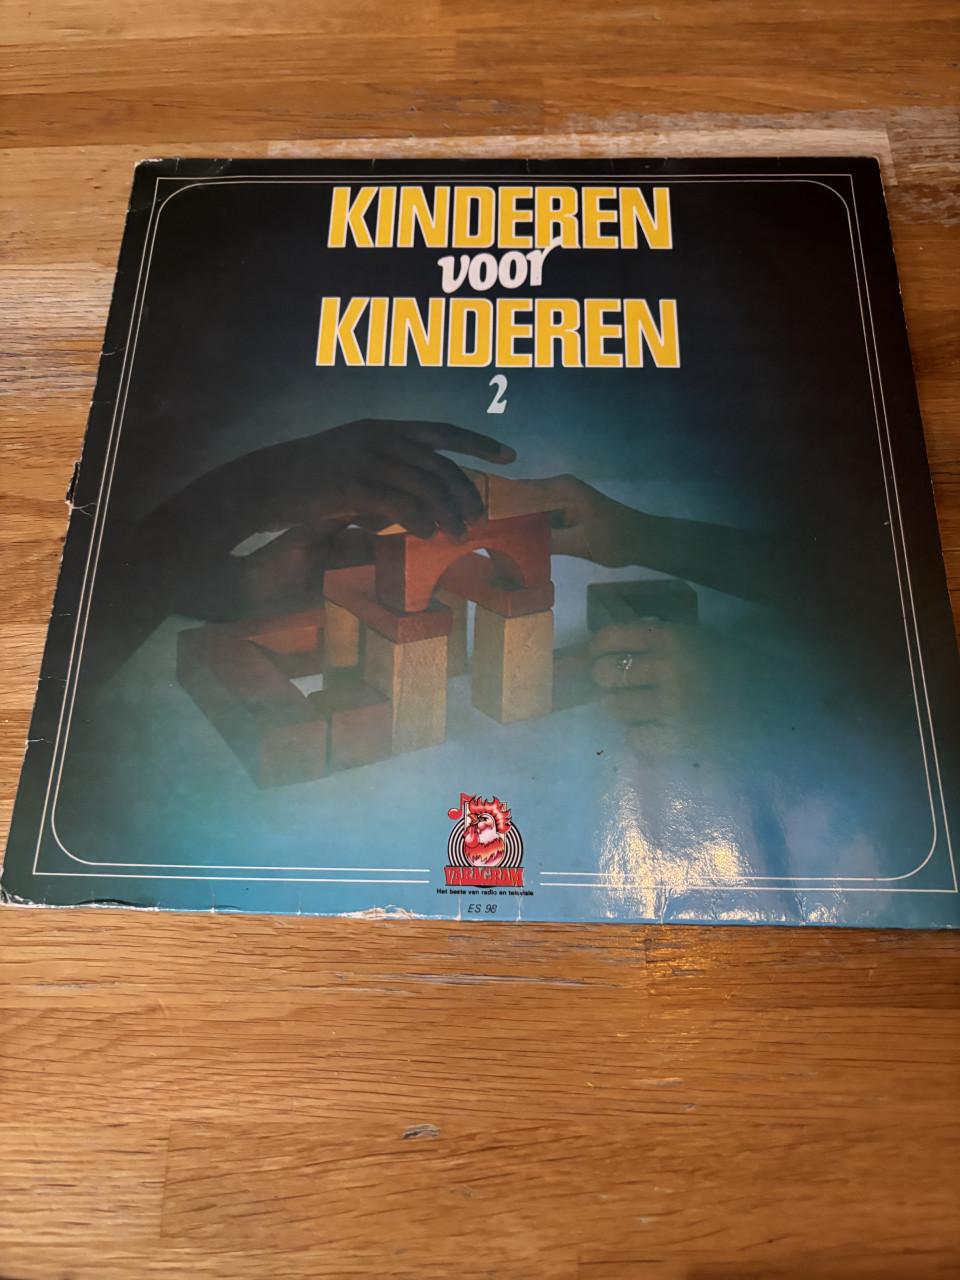 KINDEREN
voor
KINDEREN
2
VARAGRAM
Het beste van radio en televisie
ES 98